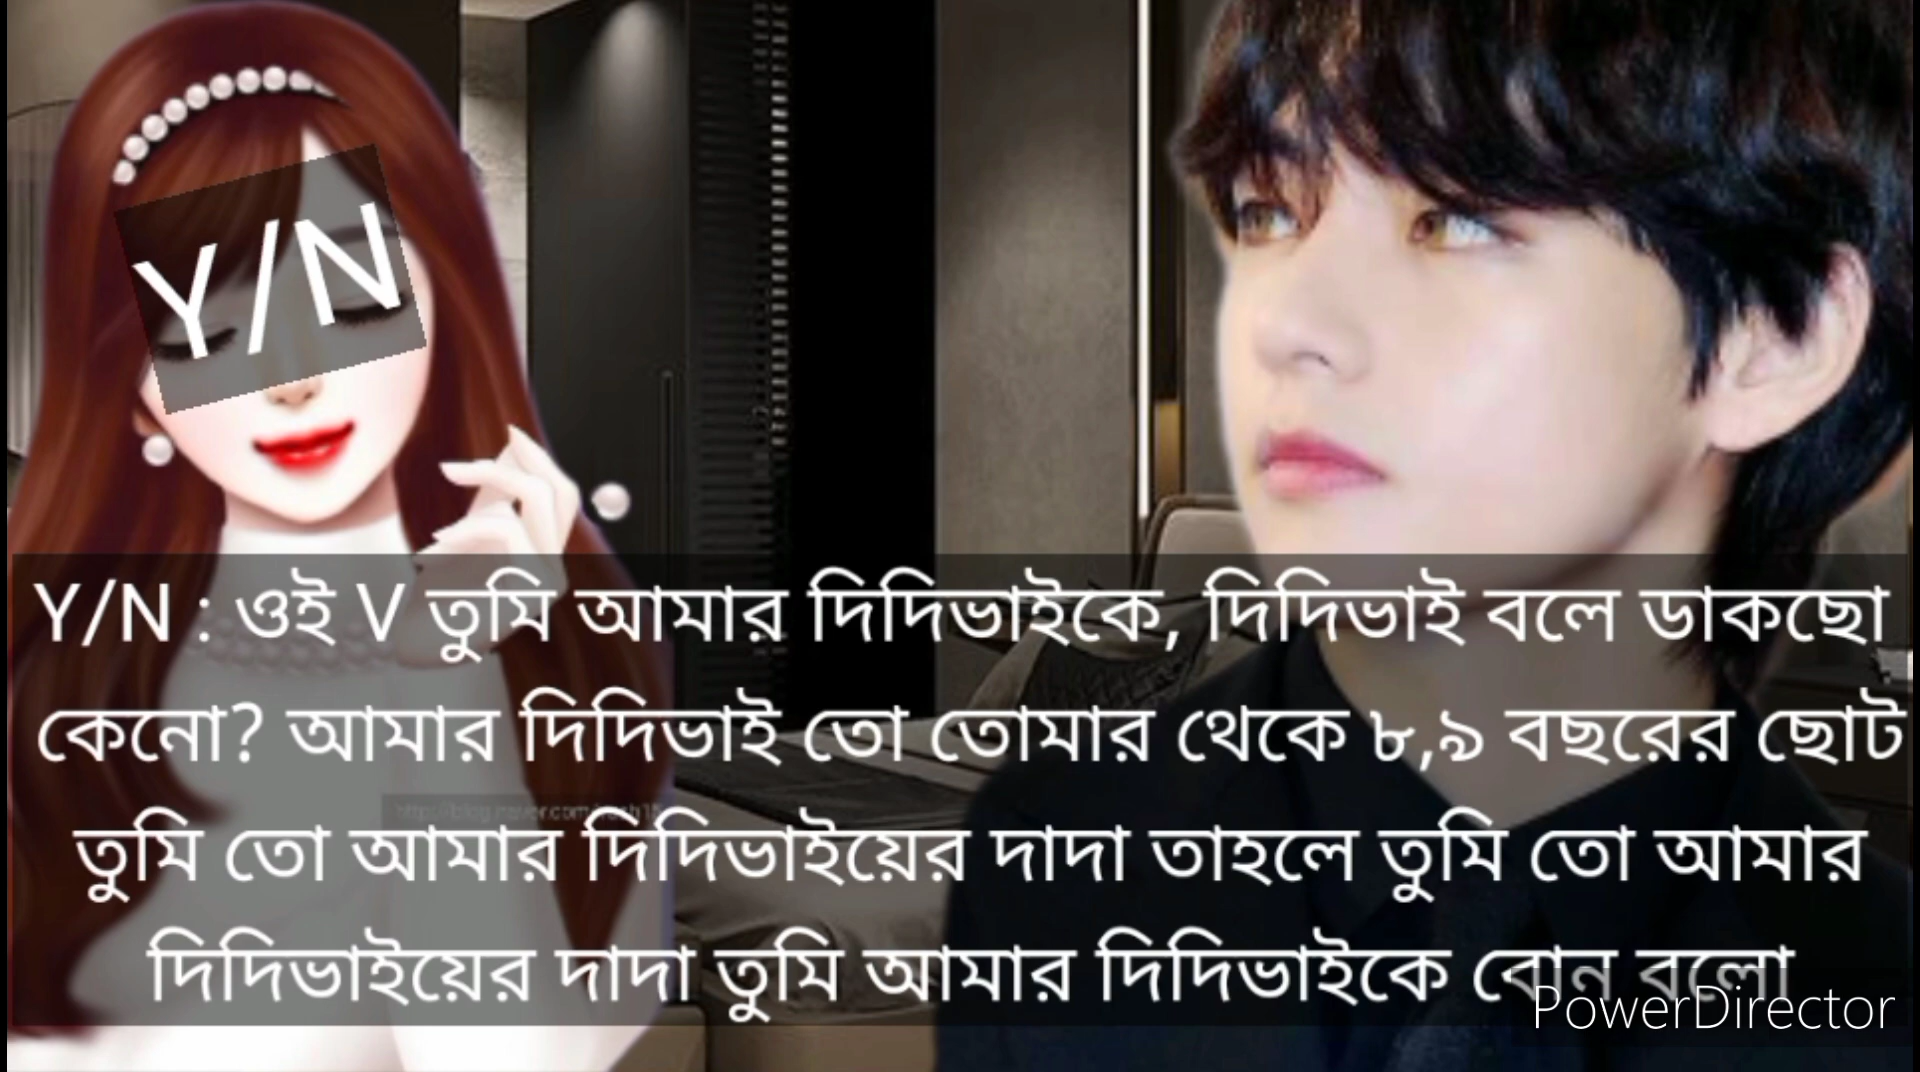 Y/N
Y/N : ওই V তুমি আমার দিদিভাইকে, দিদিভাই বলে ডাকছো
কেনো? আমার দিদিভাই তো তোমার থেকে ৮,৯ বছরের ছোট
তুমি তো আমার দিদিভাইয়ের দাদা তাহলে তুমি তো আমার
দিদিভাইয়ের দাদা তুমি আমার দিদিভাইকে বোন বলো
PowerDirector